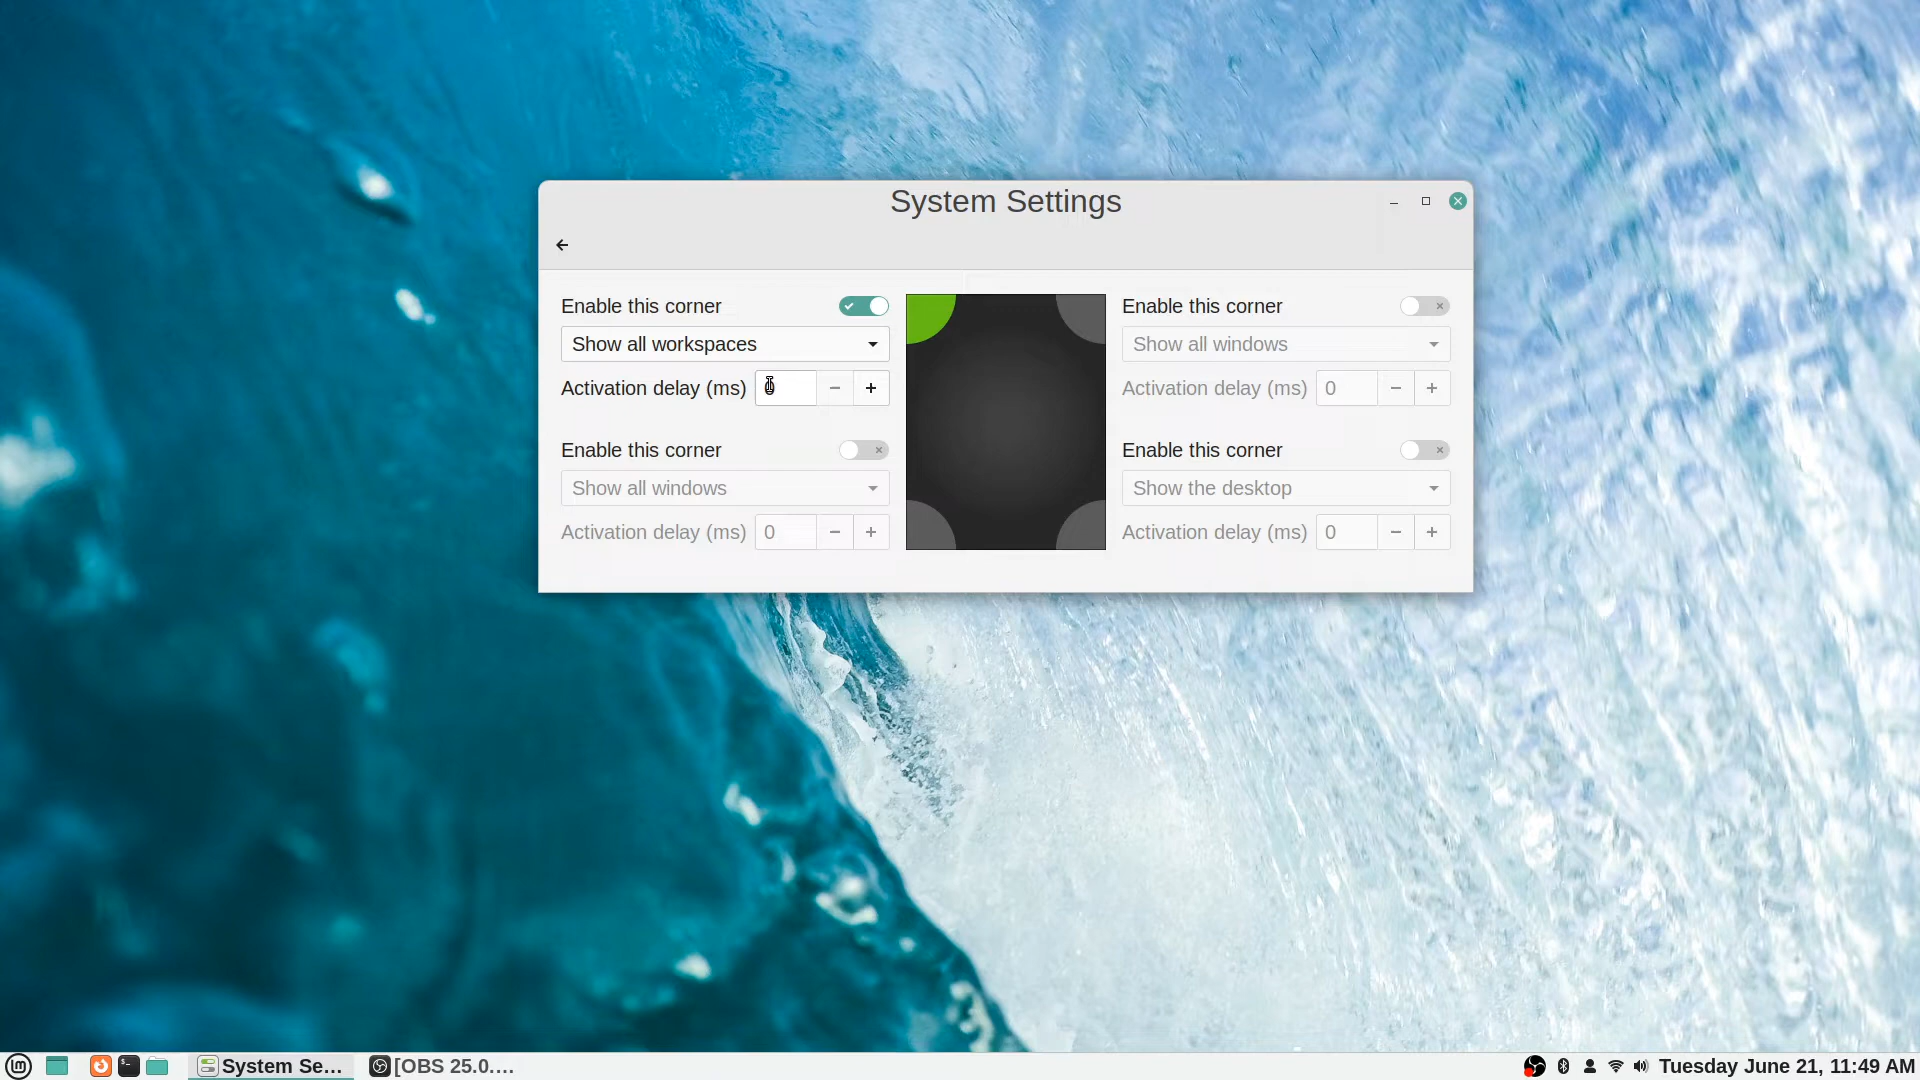 System Settings
Enable this corner
Show all workspaces
Activation delay (ms) 0
Enable this corner
Show all windows
Activation delay (ms) 0
Enable this corner
Show all windows
Activation delay (ms) 0
Enable this corner
Show the desktop
Activation delay (ms) 0
System Se... [OBS 25.0.... Tuesday June 21, 11:49 AM